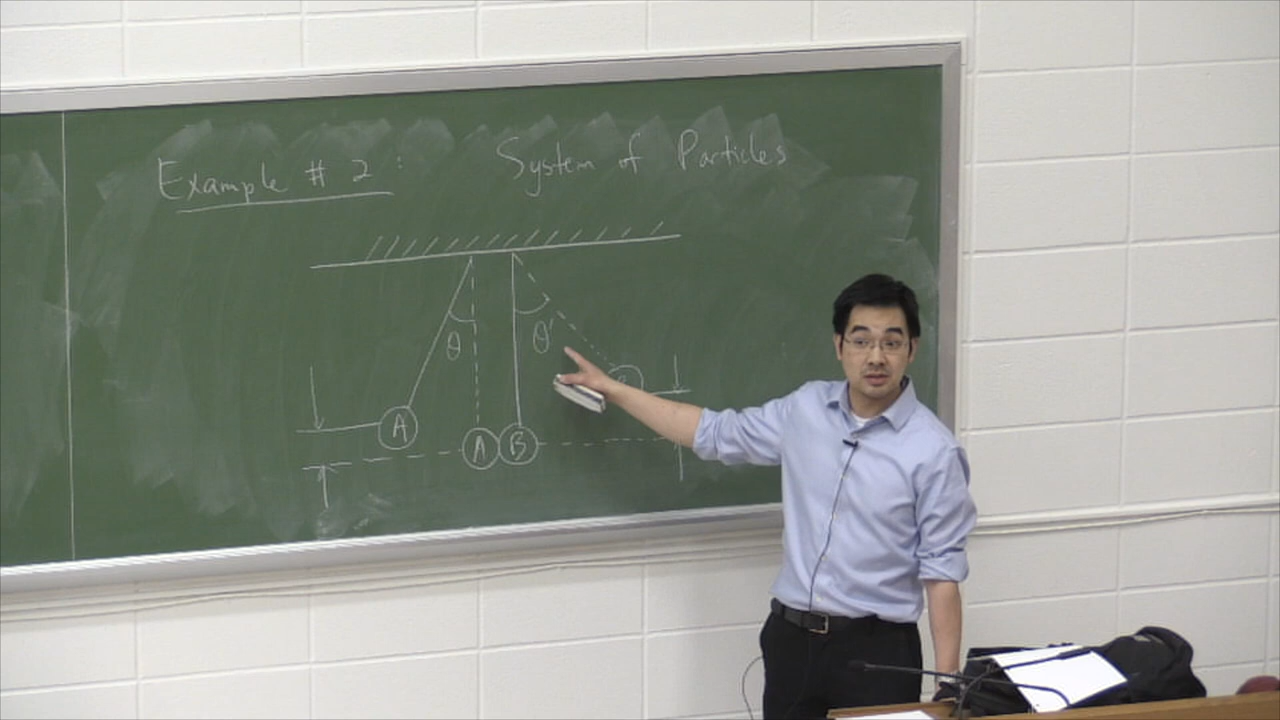 Example # 2 : System of Particles
θ θ'
A A B